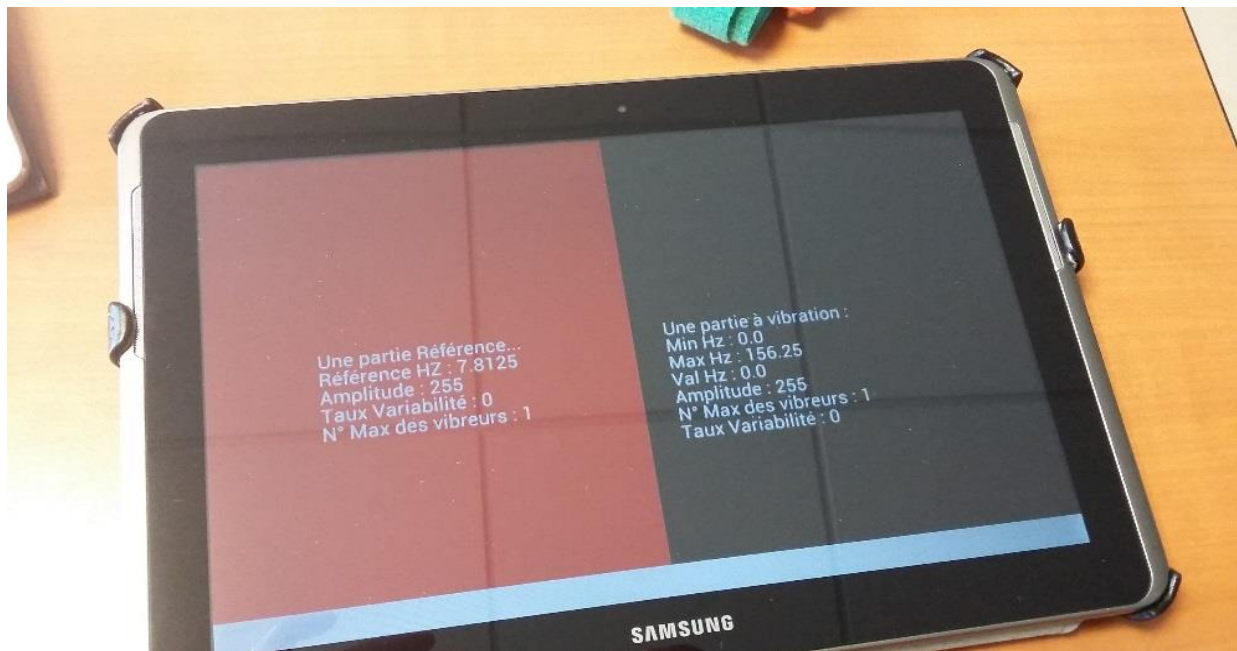 Une partie Référence...
Référence HZ : 7.8125
Amplitude : 255
Taux Variabilité : 0
N° Max des vibreurs : 1
Une partie à vibration :
Min Hz : 0.0
Max Hz : 156.25
Val Hz : 0.0
Amplitude : 255
N° Max des vibreurs : 1
Taux Variabilité : 0
SAMSUNG